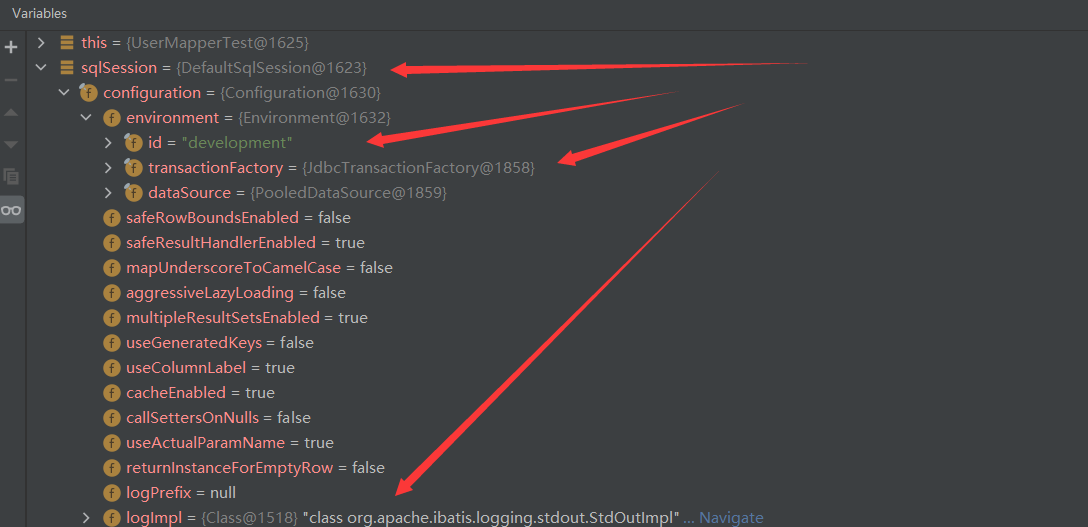 Variables
this = {UserMapperTest@1625}
sqlSession = {DefaultSqlSession@1623}
f configuration = {Configuration@1630}
f environment = {Environment@1632}
f id = "development"
f transactionFactory = {JdbcTransactionFactory@1858}
f dataSource = {PooledDataSource@1859}
f safeRowBoundsEnabled = false
f safeResultHandlerEnabled = true
f mapUnderscoreToCamelCase = false
f aggressiveLazyLoading = false
f multipleResultSetsEnabled = true
f useGeneratedKeys = false
f useColumnLabel = true
f cacheEnabled = true
f callSettersOnNulls = false
f useActualParamName = true
f returnInstanceForEmptyRow = false
f logPrefix = null
f logImpl = {Class@1518} "class org.apache.ibatis.logging.stdout.StdOutImpl" ... Navigate